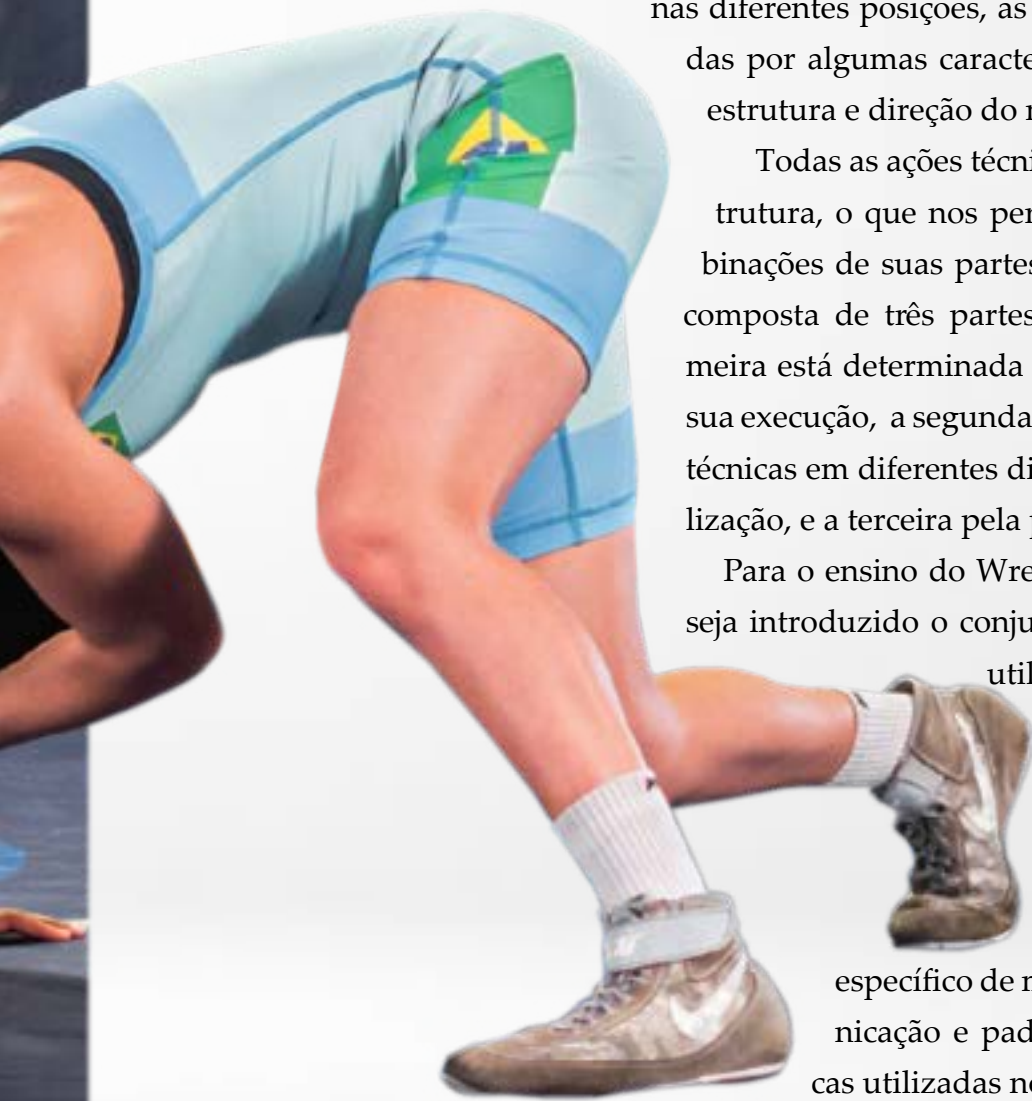 nas diferentes posições, as
das por algumas caracte
estrutura e direção do
Todas as ações técni
trutura, o que nos per
binações de suas partes
composta de três partes
meira está determinada
sua execução, a segunda
técnicas em diferentes di
lização, e a terceira pela
Para o ensino do Wre
seja introduzido o conju
util
específico de
nicação e pad
cas utilizadas no